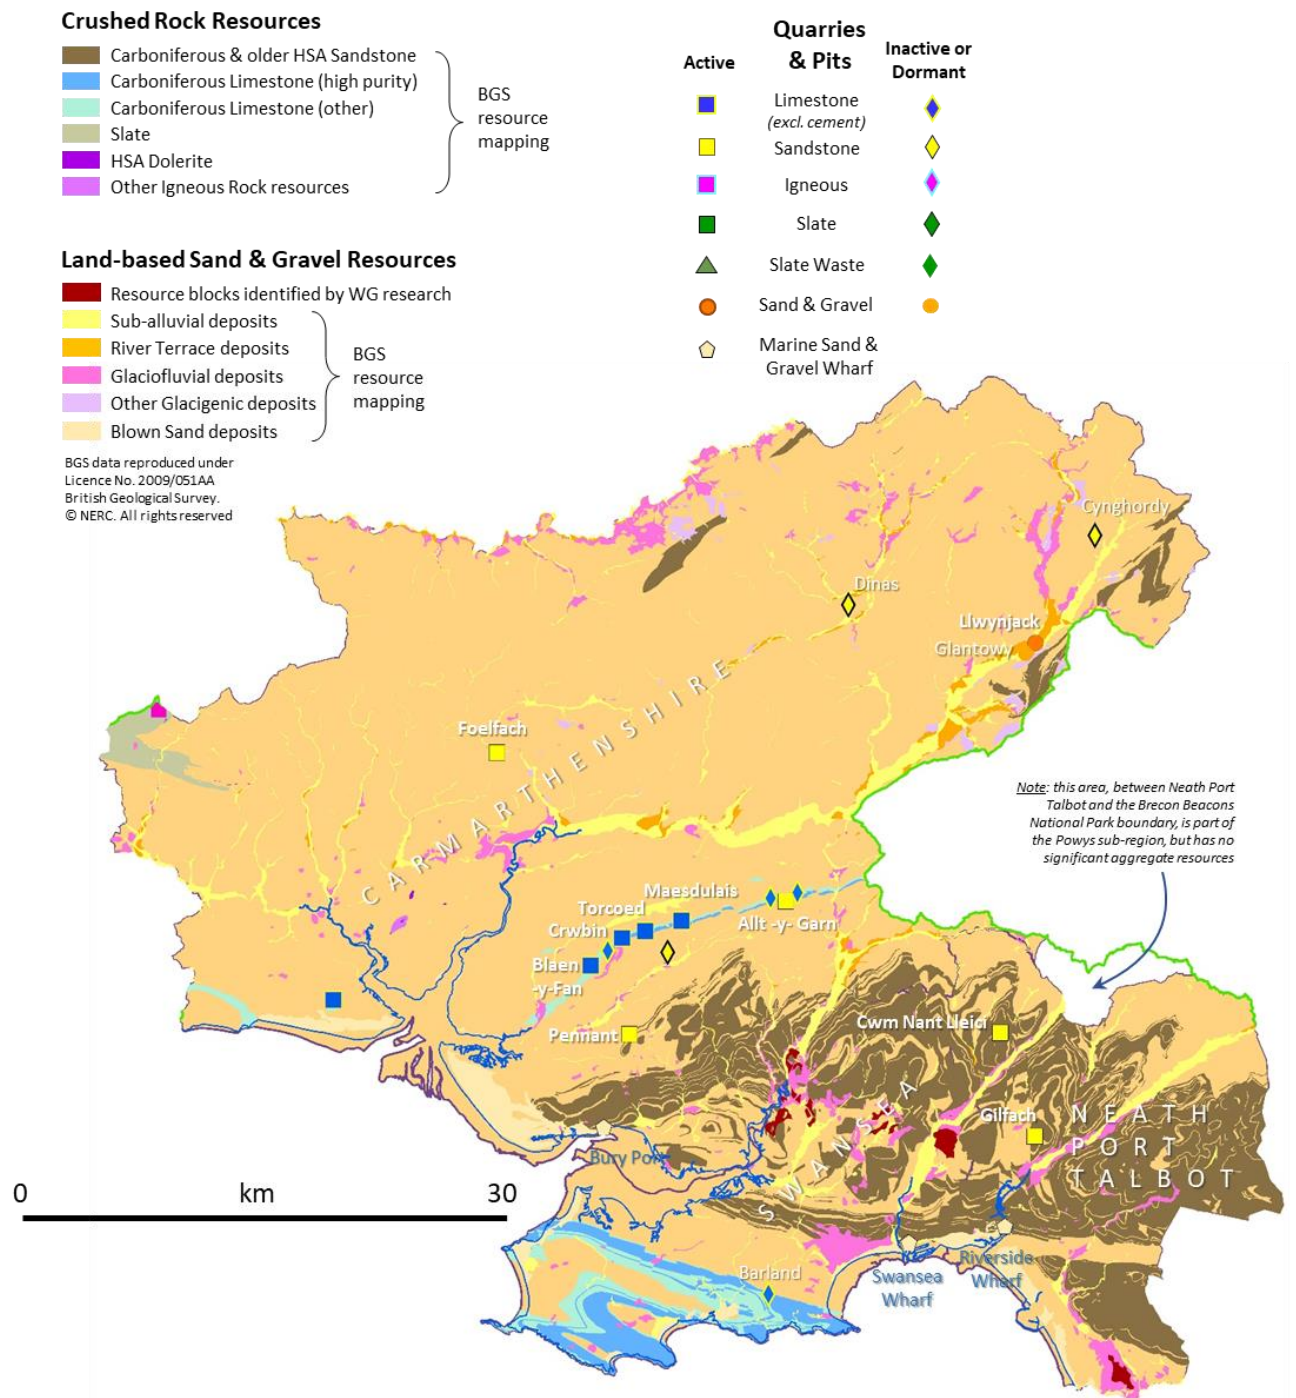 Crushed Rock Resources
Carboniferous & older HSA Sandstone
Carboniferous Limestone (high purity)
Carboniferous Limestone (other)
Slate
HSA Dolerite
Other Igneous Rock resources
BGS
resource
mapping
Land-based Sand & Gravel Resources
Resource blocks identified by WG research
Sub-alluvial deposits
River Terrace deposits
Glaciofluvial deposits
Other Glacigenic deposits
Blown Sand deposits
BGS
resource
mapping
BGS data reproduced under
Licence No. 2009/051AA
British Geological Survey.
© NERC. All rights reserved
Quarries
& Pits
Active
Inactive or
Dormant
Limestone
(excl. cement)
Sandstone
Igneous
Slate
Slate Waste
Sand & Gravel
Marine Sand &
Gravel Wharf
Cynghordy
Dinas
Llwynjack
Glantowy
Foelfach
CARMARTHENSHIRE
Note: this area, between Neath Port
Talbot and the Brecon Beacons
National Park boundary, is part of
the Powys sub-region, but has no
significant aggregate resources
Maesdulais
Torcoed
Crwbin
Allt -y- Garn
Blaen
-y-Fan
Pennant
Cwm Nant Lleici
Gilfach
NEATH
PORT
TALBOT
SWANSEA
Bury Port
0 km 30
Barland
Swansea
Wharf
Riverside
Wharf